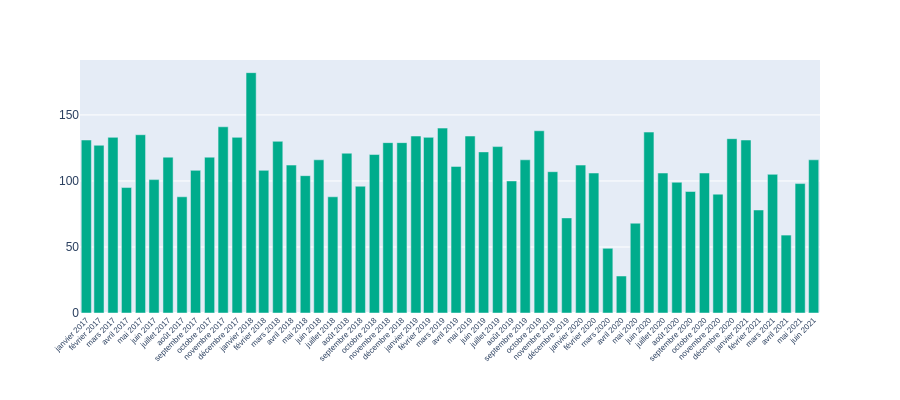 150
100
50
0
janvier 2017
février 2017
mars 2017
avril 2017
mai 2017
juin 2017
juillet 2017
août 2017
septembre 2017
octobre 2017
novembre 2017
décembre 2017
janvier 2018
février 2018
mars 2018
avril 2018
mai 2018
juin 2018
juillet 2018
août 2018
septembre 2018
octobre 2018
novembre 2018
décembre 2018
janvier 2019
février 2019
mars 2019
avril 2019
mai 2019
juin 2019
juillet 2019
août 2019
septembre 2019
octobre 2019
novembre 2019
décembre 2019
janvier 2020
février 2020
mars 2020
avril 2020
mai 2020
juin 2020
juillet 2020
août 2020
septembre 2020
octobre 2020
novembre 2020
décembre 2020
janvier 2021
février 2021
mars 2021
avril 2021
mai 2021
juin 2021